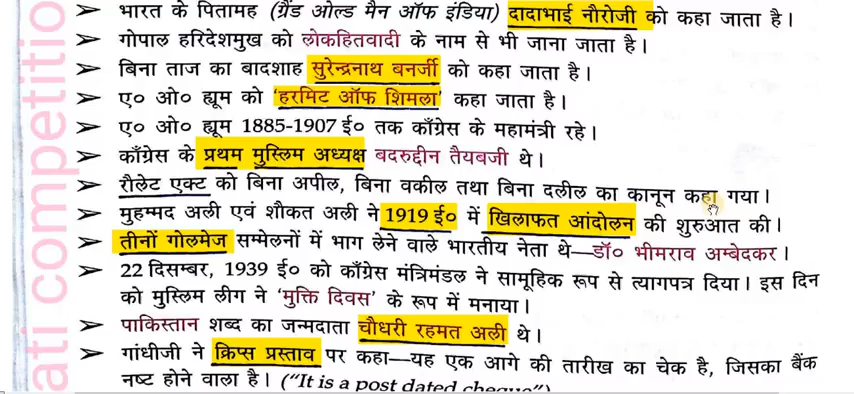 ➢ भारत के पितामह (ग्रैंड ओल्ड मैन ऑफ इंडिया) दादाभाई नौरोजी को कहा जाता है।
➢ गोपाल हरिदेशमुख को लोकहितवादी के नाम से भी जाना जाता है।
➢ बिना ताज का बादशाह सुरेन्द्रनाथ बनर्जी को कहा जाता है।
➢ ए० ओ० ह्यूम को 'हरमिट ऑफ शिमला' कहा जाता है।
➢ ए० ओ० ह्यूम 1885-1907 ई० तक काँग्रेस के महामंत्री रहे।
➢ काँग्रेस के प्रथम मुस्लिम अध्यक्ष बदरुद्दीन तैयबजी थे।
➢ रौलेट एक्ट को बिना अपील, बिना वकील तथा बिना दलील का कानून कहा गया।
➢ मुहम्मद अली एवं शौकत अली ने 1919 ई० में खिलाफत आंदोलन की शुरुआत की।
➢ तीनों गोलमेज सम्मेलनों में भाग लेने वाले भारतीय नेता थे—डॉ० भीमराव अम्बेदकर।
➢ 22 दिसम्बर, 1939 ई० को काँग्रेस मंत्रिमंडल ने सामूहिक रूप से त्यागपत्र दिया। इस दिन
को मुस्लिम लीग ने 'मुक्ति दिवस' के रूप में मनाया।
➢ पाकिस्तान शब्द का जन्मदाता चौधरी रहमत अली थे।
➢ गांधीजी ने क्रिप्स प्रस्ताव पर कहा—यह एक आगे की तारीख का चेक है, जिसका बैंक
नष्ट होने वाला है। ("It is a post dated cheque")
ati competitio